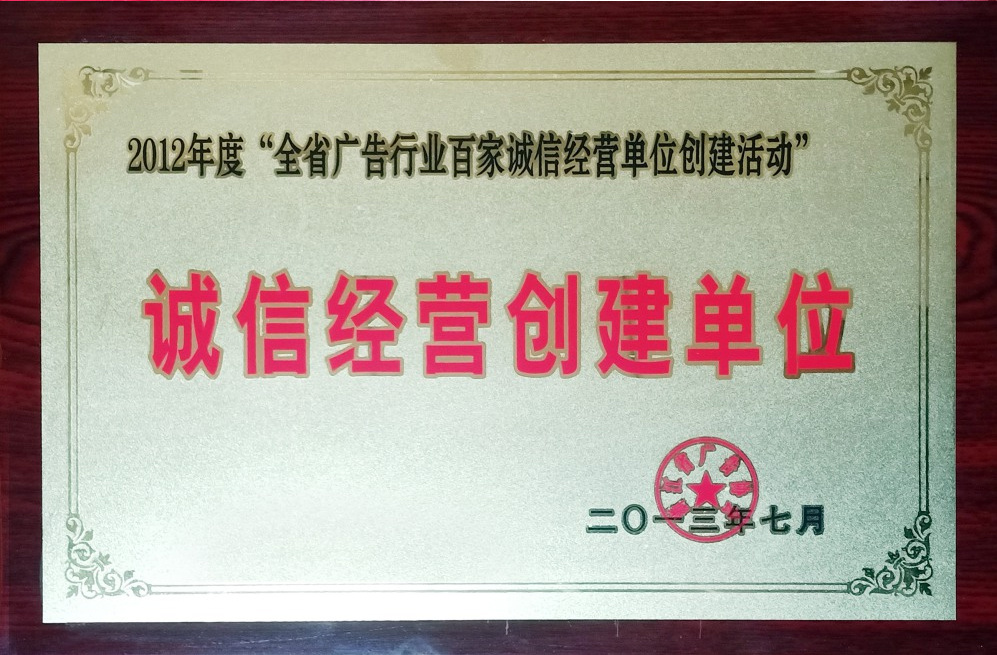 2012年度“全省广告行业百家诚信经营单位创建活动”
诚信经营创建单位
二〇一三年七月